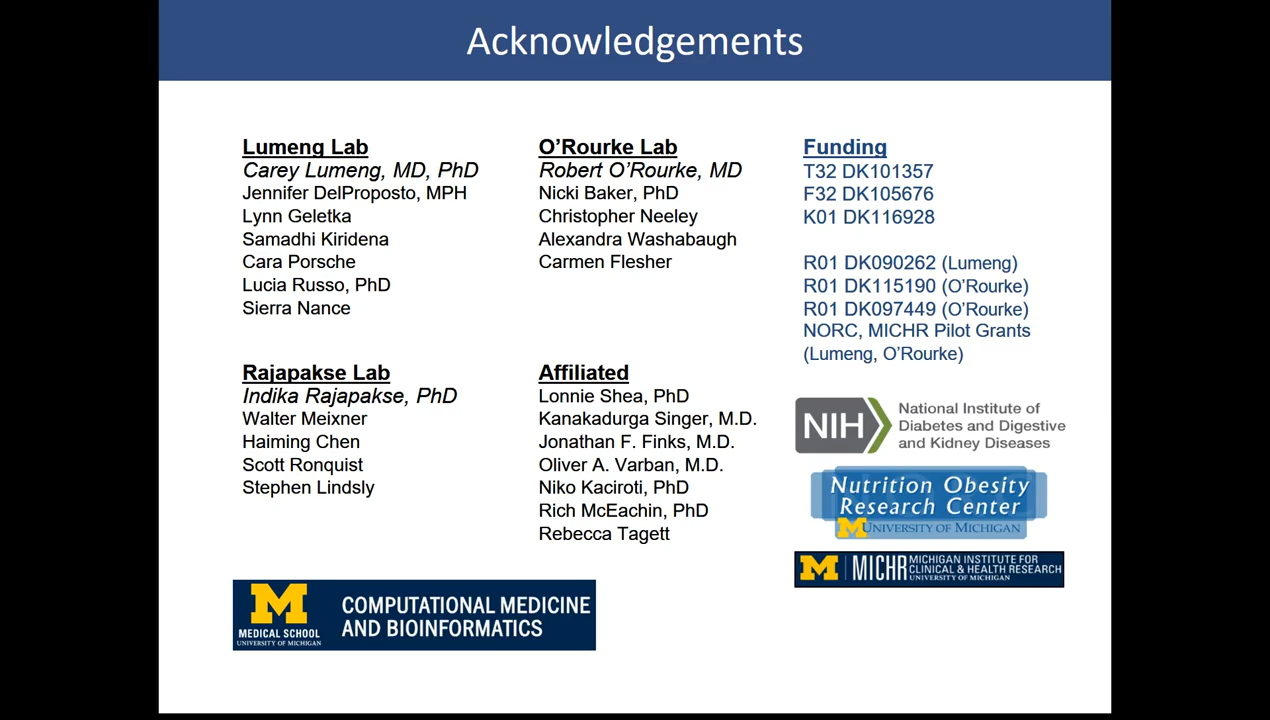 Acknowledgements
Lumeng Lab
Carey Lumeng, MD, PhD
Jennifer DelProposto, MPH
Lynn Geletka
Samadhi Kiridena
Cara Porsche
Lucia Russo, PhD
Sierra Nance
O’Rourke Lab
Robert O’Rourke, MD
Nicki Baker, PhD
Christopher Neeley
Alexandra Washabaugh
Carmen Flesher
Funding
T32 DK101357
F32 DK105676
K01 DK116928
R01 DK090262 (Lumeng)
R01 DK115190 (O’Rourke)
R01 DK097449 (O’Rourke)
NORC, MICHR Pilot Grants
(Lumeng, O’Rourke)
Rajapakse Lab
Indika Rajapakse, PhD
Walter Meixner
Haiming Chen
Scott Ronquist
Stephen Lindsly
Affiliated
Lonnie Shea, PhD
Kanakadurga Singer, M.D.
Jonathan F. Finks, M.D.
Oliver A. Varban, M.D.
Niko Kaciroti, PhD
Rich McEachin, PhD
Rebecca Tagett
NIH
National Institute of
Diabetes and Digestive
and Kidney Diseases
Nutrition Obesity
Research Center
M UNIVERSITY OF MICHIGAN
M MICHR MICHIGAN INSTITUTE FOR
CLINICAL & HEALTH RESEARCH
UNIVERSITY OF MICHIGAN
M
MEDICAL SCHOOL
UNIVERSITY OF MICHIGAN
COMPUTATIONAL MEDICINE
AND BIOINFORMATICS